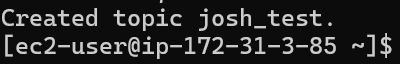 Created topic josh_test.
[ec2-user@ip-172-31-3-85 ~]$